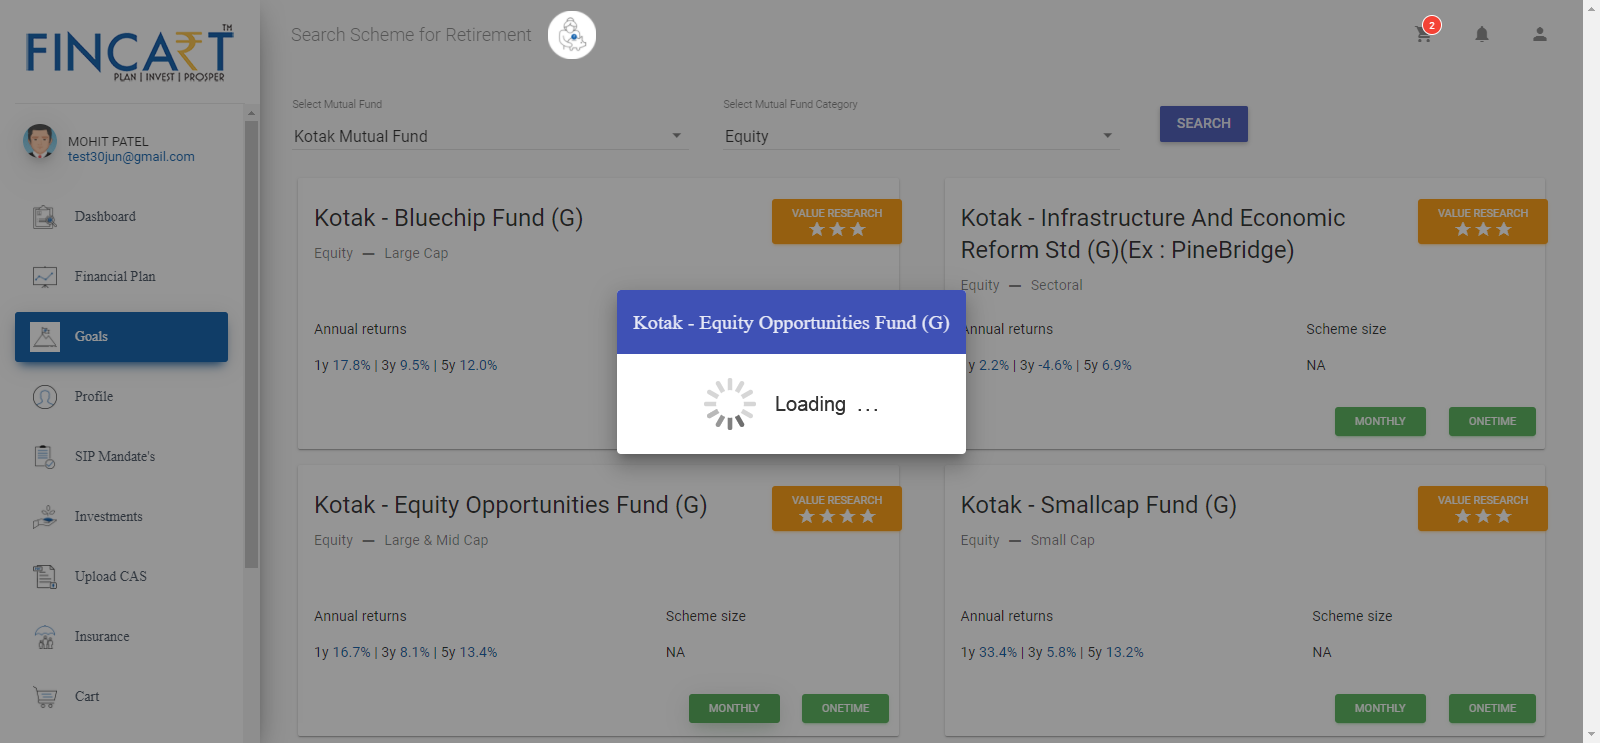 FINCART
TM
PLAN | INVEST | PROSPER
MOHIT PATEL
test30jun@gmail.com
Dashboard
Financial Plan
Goals
Profile
SIP Mandate's
Investments
Upload CAS
Insurance
Cart
Search Scheme for Retirement
2
Select Mutual Fund
Kotak Mutual Fund
Select Mutual Fund Category
Equity
SEARCH
Kotak - Bluechip Fund (G)
VALUE RESEARCH
Equity — Large Cap
Annual returns
1y 17.8% | 3y 9.5% | 5y 12.0%
Kotak - Infrastructure And Economic
Reform Std (G)(Ex : PineBridge)
VALUE RESEARCH
Equity — Sectoral
Annual returns
Scheme size
y 2.2% | 3y -4.6% | 5y 6.9%
NA
MONTHLY
ONETIME
Kotak - Equity Opportunities Fund (G)
Loading ...
Kotak - Equity Opportunities Fund (G)
VALUE RESEARCH
Equity — Large & Mid Cap
Annual returns
Scheme size
1y 16.7% | 3y 8.1% | 5y 13.4%
NA
MONTHLY
ONETIME
Kotak - Smallcap Fund (G)
VALUE RESEARCH
Equity — Small Cap
Annual returns
Scheme size
1y 33.4% | 3y 5.8% | 5y 13.2%
NA
MONTHLY
ONETIME